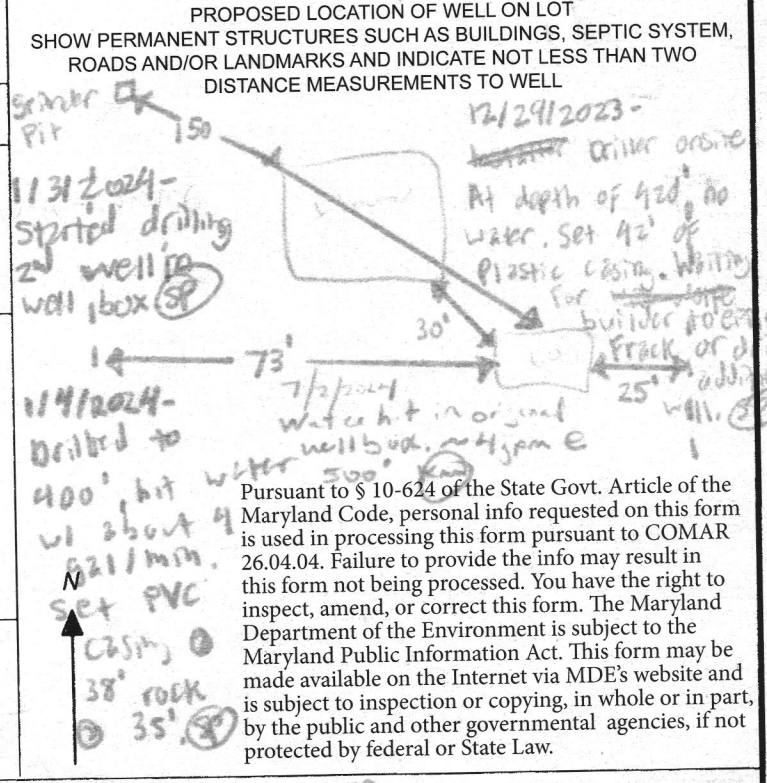 PROPOSED LOCATION OF WELL ON LOT
SHOW PERMANENT STRUCTURES SUCH AS BUILDINGS, SEPTIC SYSTEM,
ROADS AND/OR LANDMARKS AND INDICATE NOT LESS THAN TWO
DISTANCE MEASUREMENTS TO WELL
Pit
150
12/29/2023-
Driller onsite
At depth of 420', no
water. Set 42' of
Plastic casing. Waiting
For
builder to
Frack or
well.
1/3/2024-
Started drilling
2nd well in
well box SP
30'
73'
25'
7/2/2024
Water hit in original
well box. ~4gpm @
500'
1/4/2024-
Drilled to
400', hit water
w/ about 4
gal/min.
Set PVC
casing @
38' rock
@ 35'. SP
N
Pursuant to § 10-624 of the State Govt. Article of the
Maryland Code, personal info requested on this form
is used in processing this form pursuant to COMAR
26.04.04. Failure to provide the info may result in
this form not being processed. You have the right to
inspect, amend, or correct this form. The Maryland
Department of the Environment is subject to the
Maryland Public Information Act. This form may be
made available on the Internet via MDE's website and
is subject to inspection or copying, in whole or in part,
by the public and other governmental agencies, if not
protected by federal or State Law.